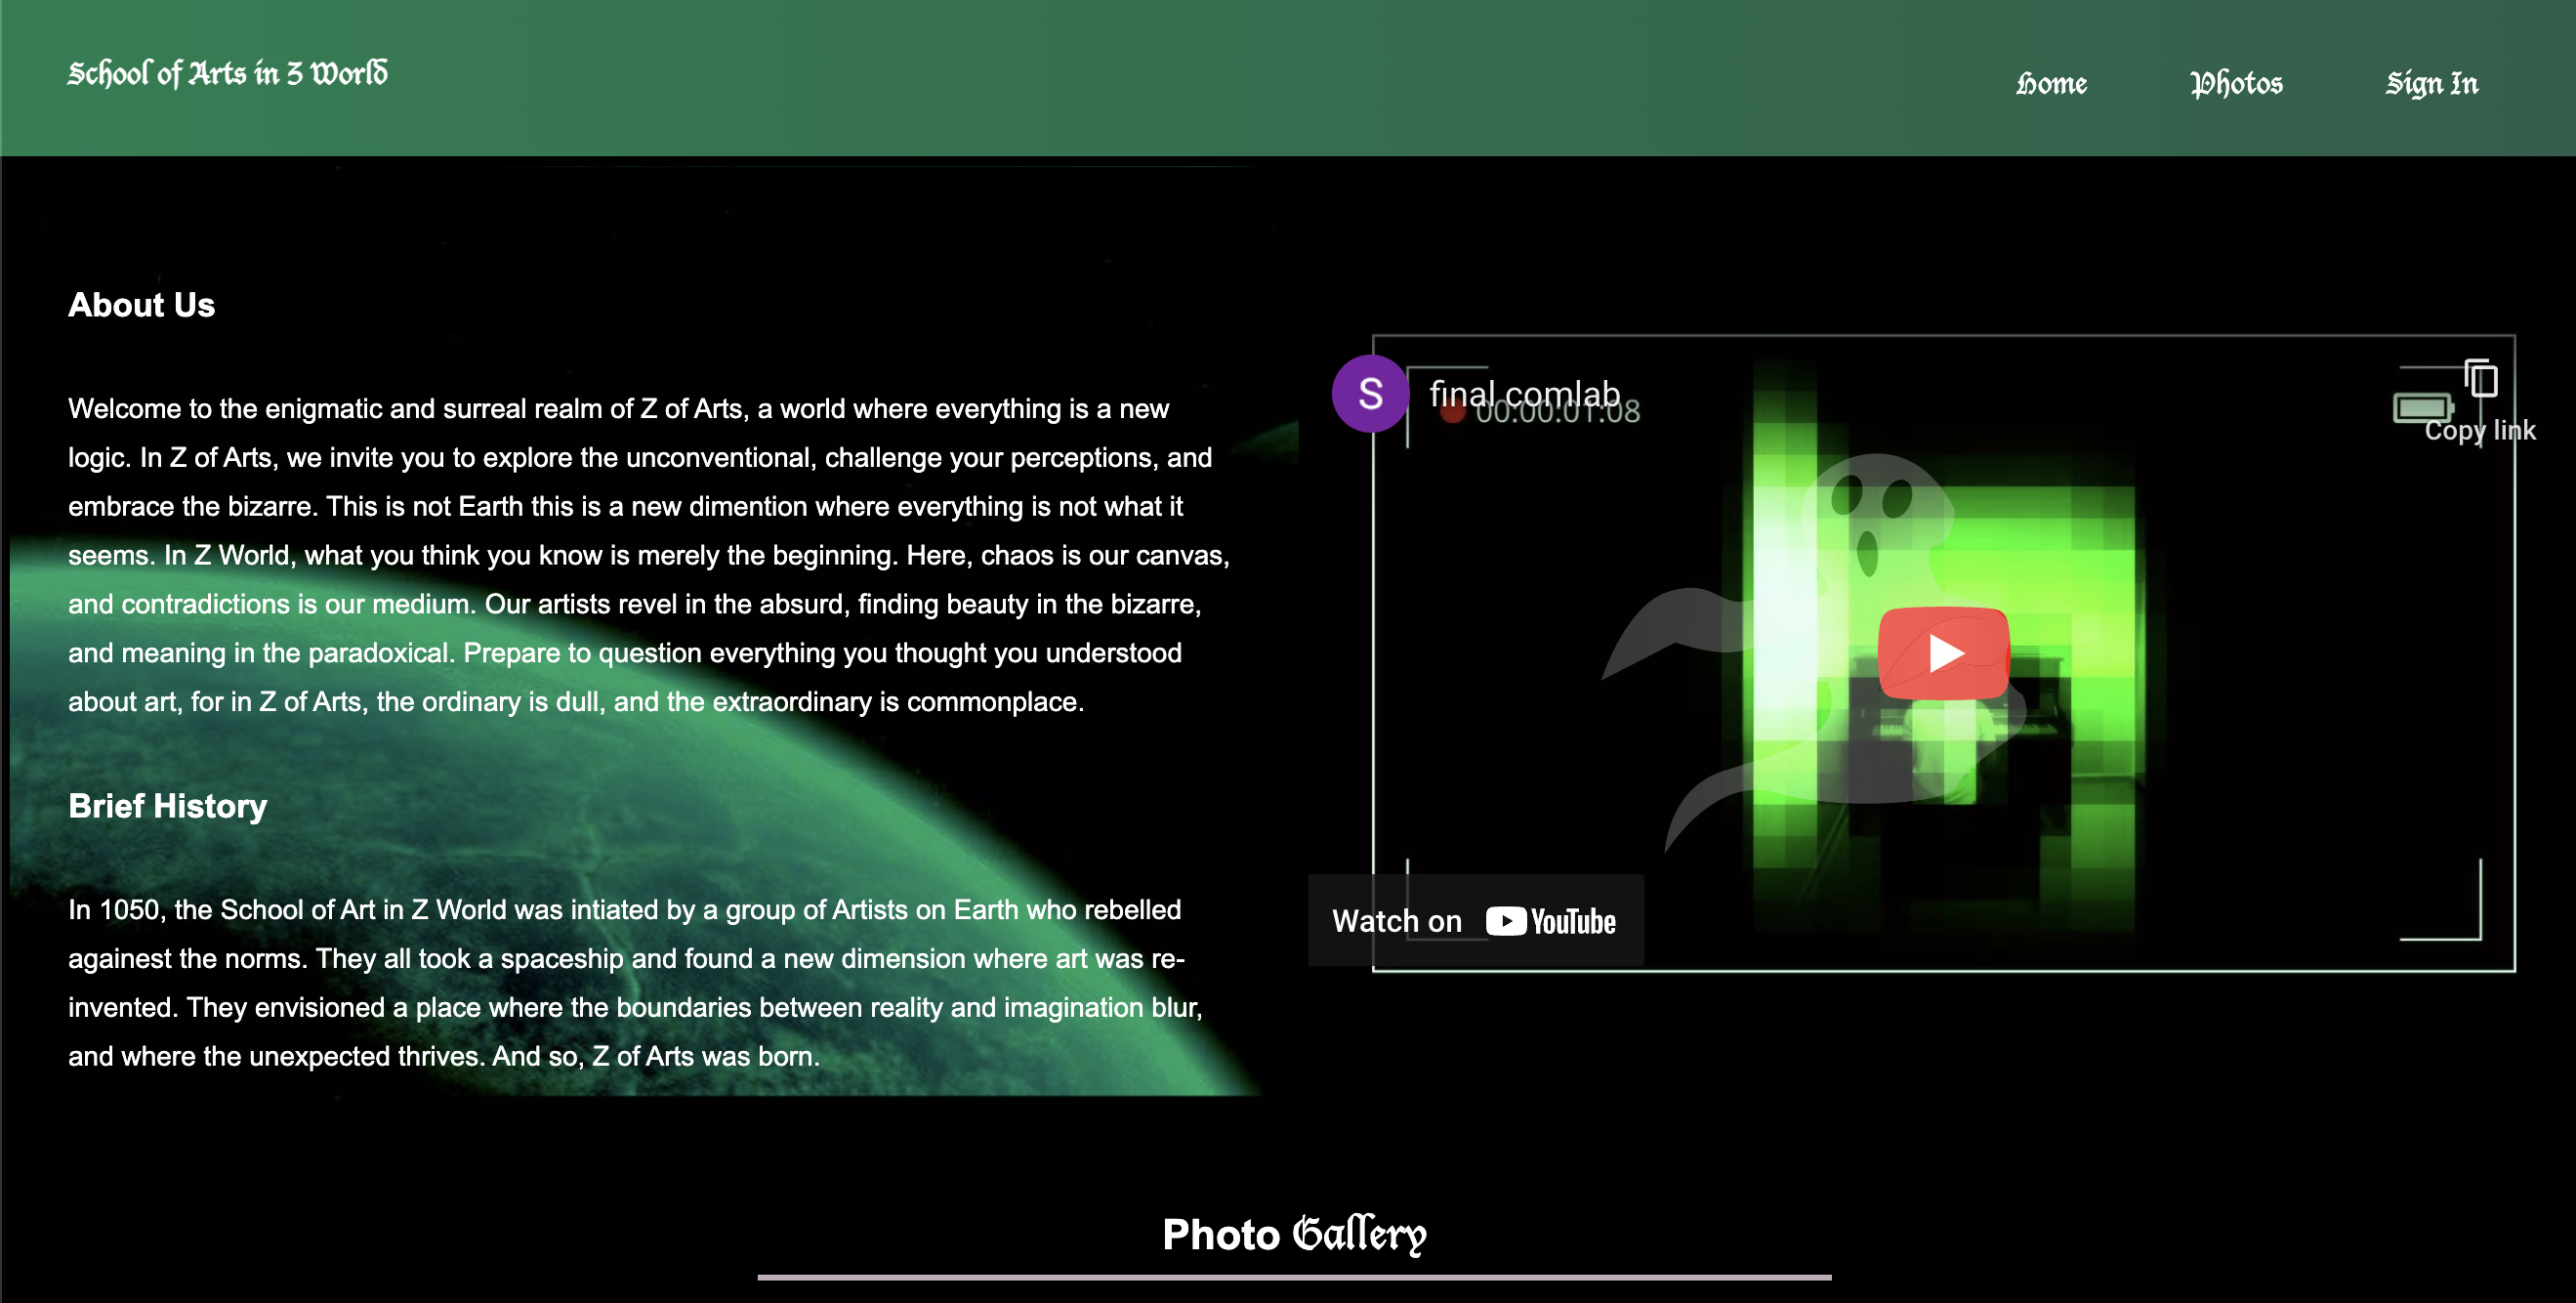 School of Arts in Z World
Home
Photos
Sign In
About Us
Welcome to the enigmatic and surreal realm of Z of Arts, a world where everything is a new
logic. In Z of Arts, we invite you to explore the unconventional, challenge your perceptions, and
embrace the bizarre. This is not Earth this is a new dimention where everything is not what it
seems. In Z World, what you think you know is merely the beginning. Here, chaos is our canvas,
and contradictions is our medium. Our artists revel in the absurd, finding beauty in the bizarre,
and meaning in the paradoxical. Prepare to question everything you thought you understood
about art, for in Z of Arts, the ordinary is dull, and the extraordinary is commonplace.
Brief History
In 1050, the School of Art in Z World was intiated by a group of Artists on Earth who rebelled
againest the norms. They all took a spaceship and found a new dimension where art was re-
invented. They envisioned a place where the boundaries between reality and imagination blur,
and where the unexpected thrives. And so, Z of Arts was born.
S
final comlab
00:00:01:08
Copy link
Watch on YouTube
Photo Gallery